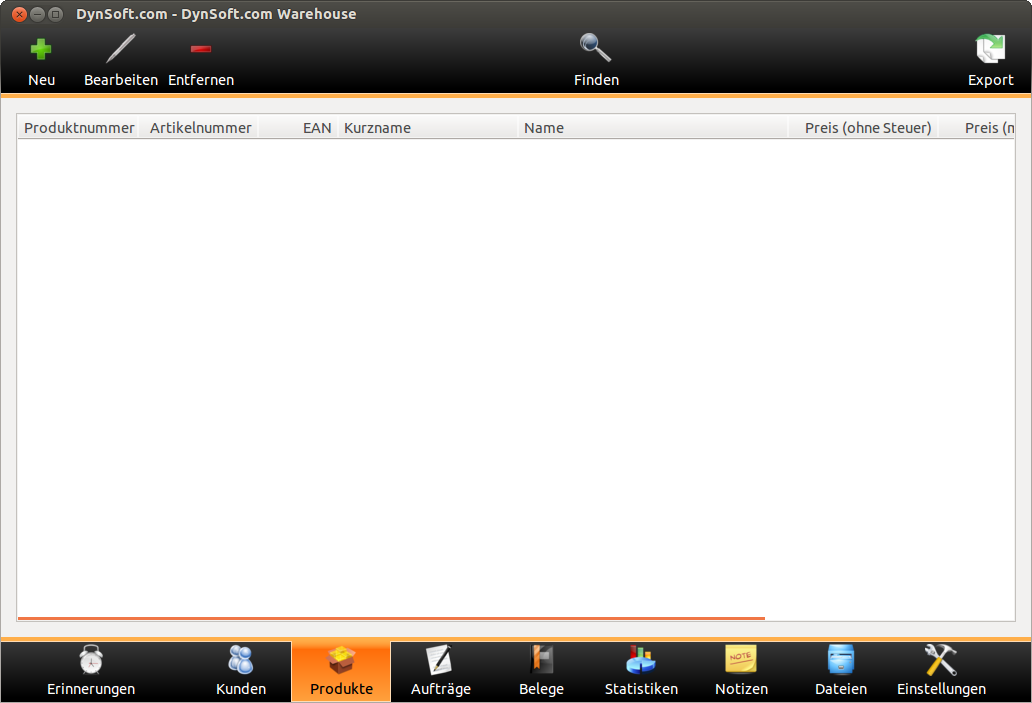 DynSoft.com - DynSoft.com Warehouse
Neu Bearbeiten Entfernen Finden Export
Produktnummer Artikelnummer EAN Kurzname Name Preis (ohne Steuer) Preis (m
NOTE
Erinnerungen Kunden Produkte Aufträge Belege Statistiken Notizen Dateien Einstellungen